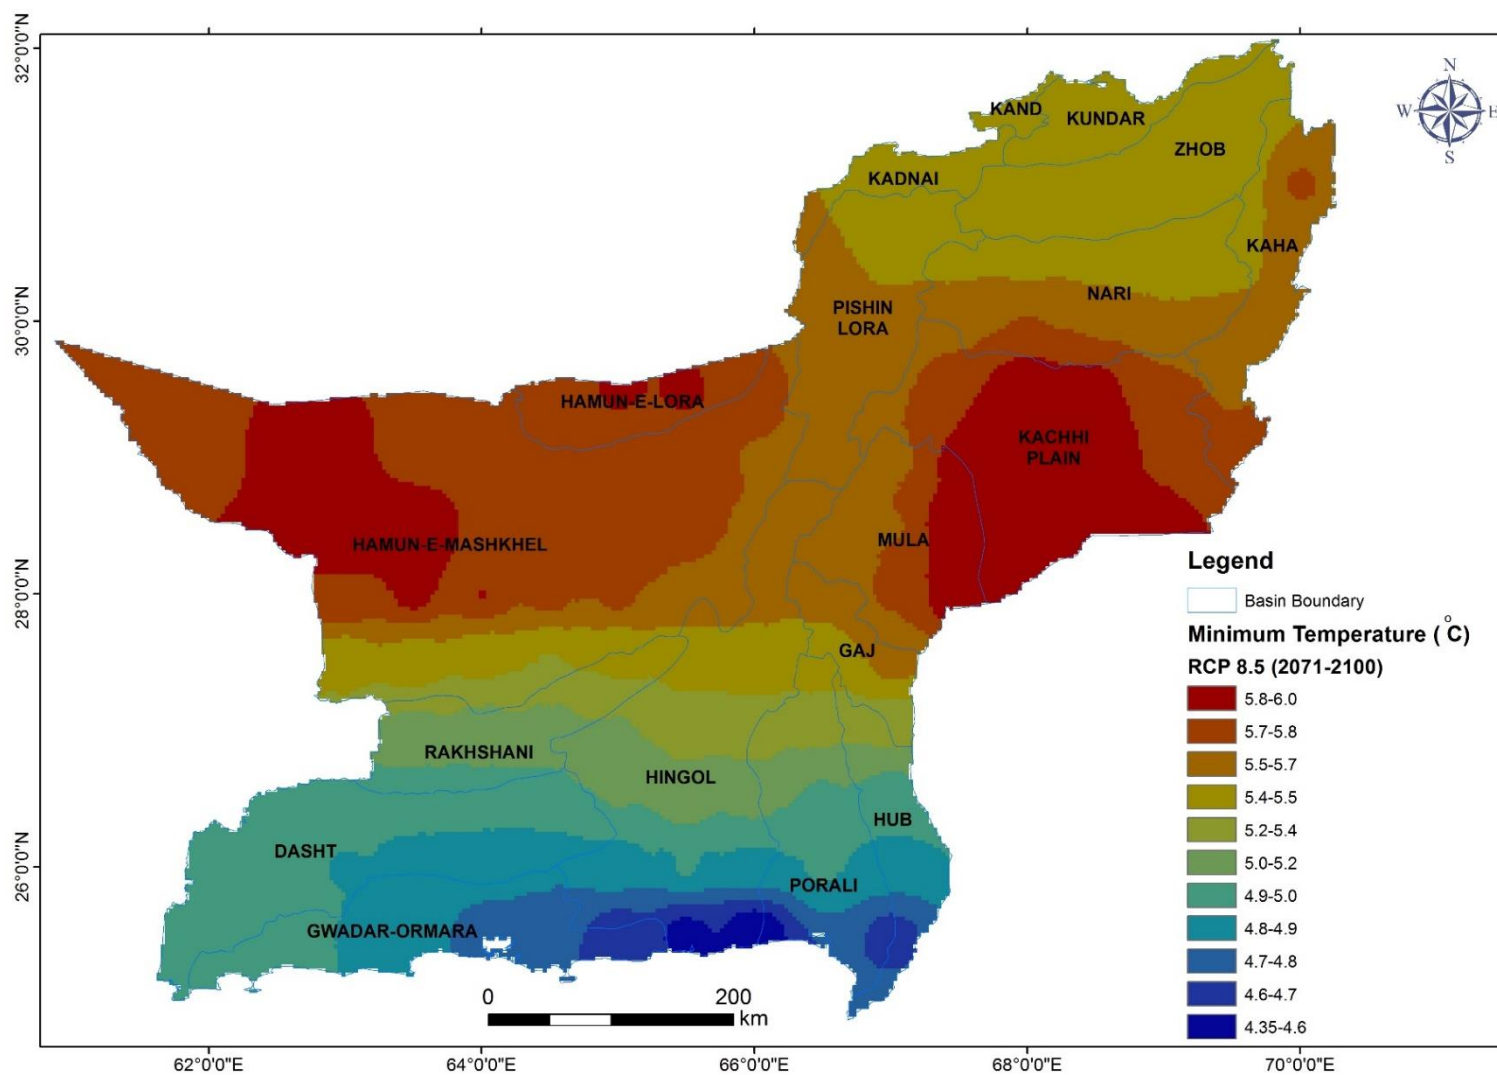 32°0'0"N
30°0'0"N
28°0'0"N
26°0'0"N
N
W
E
S
KAND
KUNDAR
ZHOB
KADNAI
KAHA
NARI
PISHIN
LORA
HAMUN-E-LORA
KACHHI
PLAIN
HAMUN-E-MASHKHEL
MULA
GAJ
RAKHSHANI
HINGOL
HUB
DASHT
PORALI
GWADAR-ORMARA
Legend
Basin Boundary
Minimum Temperature (°C)
RCP 8.5 (2071-2100)
5.8-6.0
5.7-5.8
5.5-5.7
5.4-5.5
5.2-5.4
5.0-5.2
4.9-5.0
4.8-4.9
4.7-4.8
4.6-4.7
4.35-4.6
0 200
km
62°0'0"E 64°0'0"E 66°0'0"E 68°0'0"E 70°0'0"E